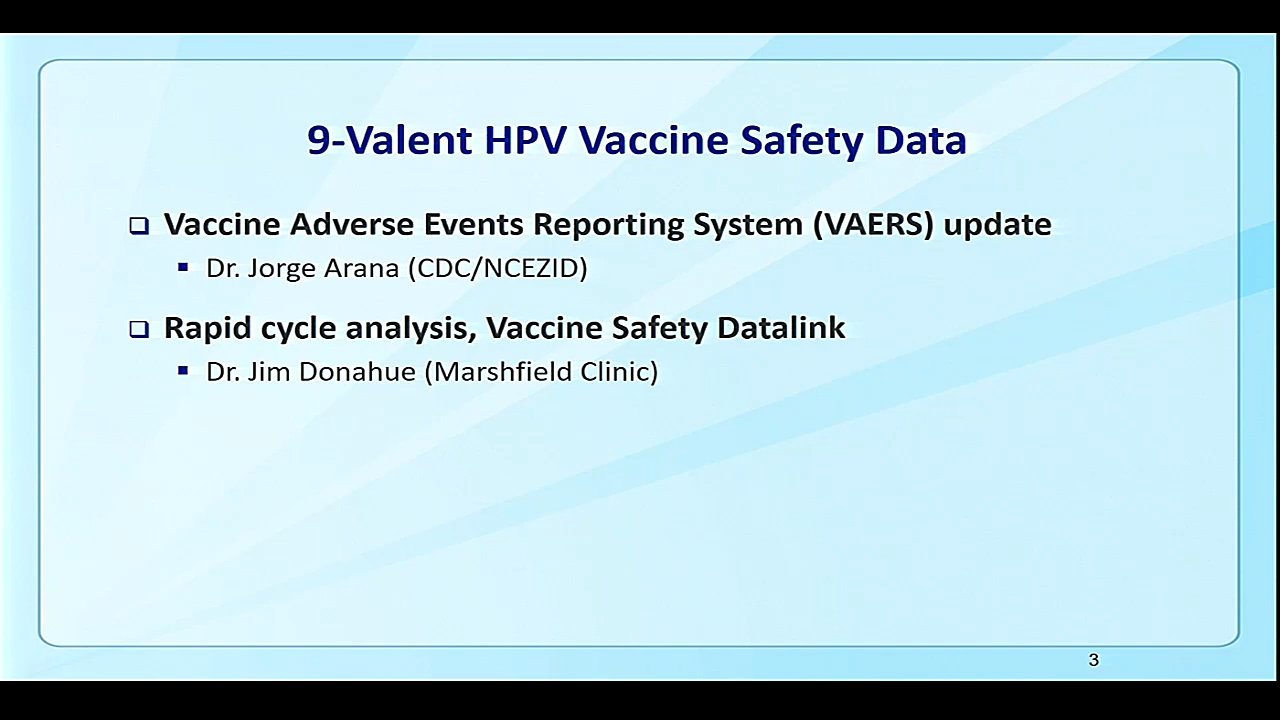 9-Valent HPV Vaccine Safety Data
Vaccine Adverse Events Reporting System (VAERS) update
Dr. Jorge Arana (CDC/NCEZID)
Rapid cycle analysis, Vaccine Safety Datalink
Dr. Jim Donahue (Marshfield Clinic)
3